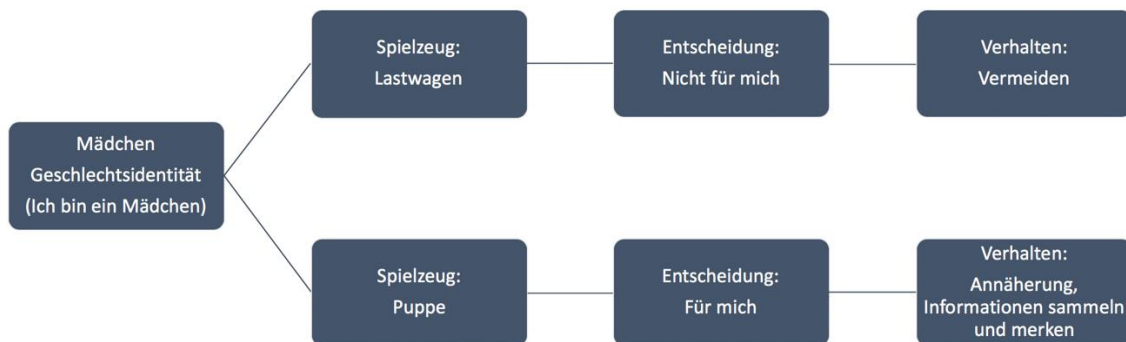 Mädchen
Geschlechtsidentität
(Ich bin ein Mädchen)
Spielzeug:
Lastwagen
Entscheidung:
Nicht für mich
Verhalten:
Vermeiden
Spielzeug:
Puppe
Entscheidung:
Für mich
Verhalten:
Annäherung,
Informationen sammeln
und merken